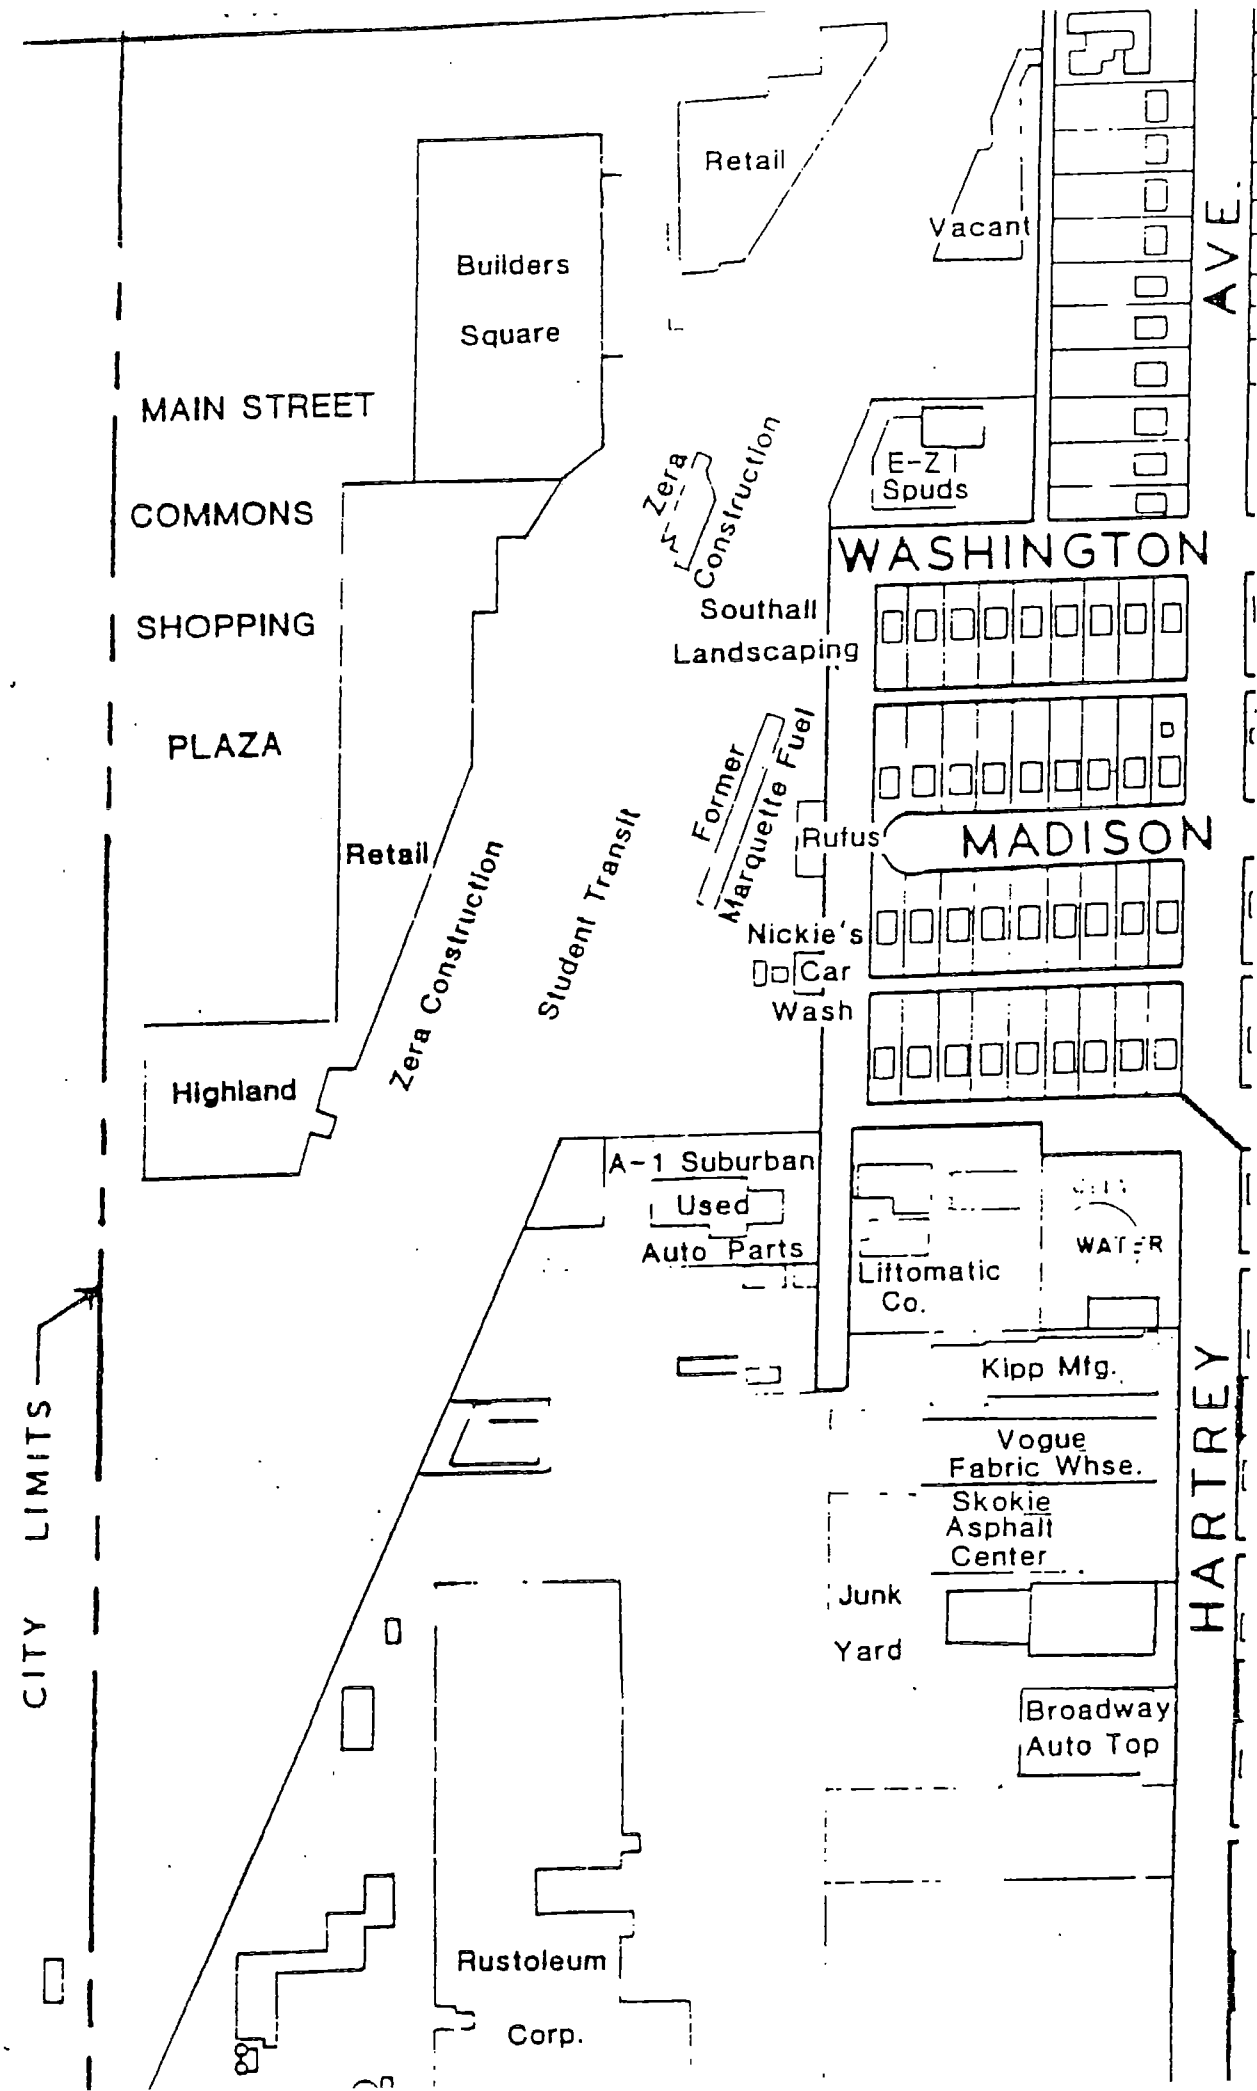 Retail
Vacant
AVE.
Builders
Square
MAIN STREET
COMMONS
SHOPPING
PLAZA
Zera
Construction
E-Z
Spuds
WASHINGTON
Southall
Landscaping
Former
Marquette Fuel
Rufus
MADISON
Retail
Zera Construction
Student Transit
Nickie's
Car
Wash
Highland
A-1 Suburban
Used
Auto Parts
Liftomatic
Co.
WATER
CITY LIMITS
Kipp Mfg.
Vogue
Fabric Whse.
Skokie
Asphalt
Center
HARTREY
Junk
Yard
Broadway
Auto Top
Rustoleum
Corp.